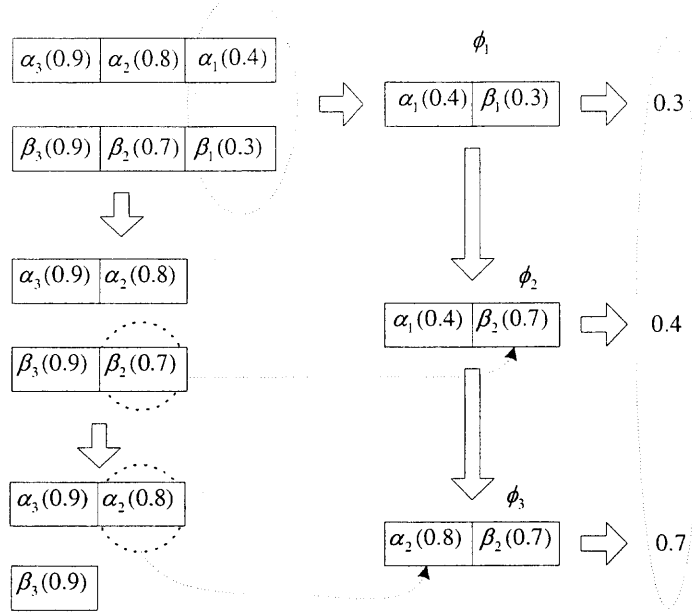 ϕ₁
α₃(0.9) α₂(0.8) α₁(0.4)
α₁(0.4) β₁(0.3) 0.3
β₃(0.9) β₂(0.7) β₁(0.3)
α₃(0.9) α₂(0.8)
ϕ₂
α₁(0.4) β₂(0.7) 0.4
β₃(0.9) β₂(0.7)
α₃(0.9) α₂(0.8)
ϕ₃
α₂(0.8) β₂(0.7) 0.7
β₃(0.9)